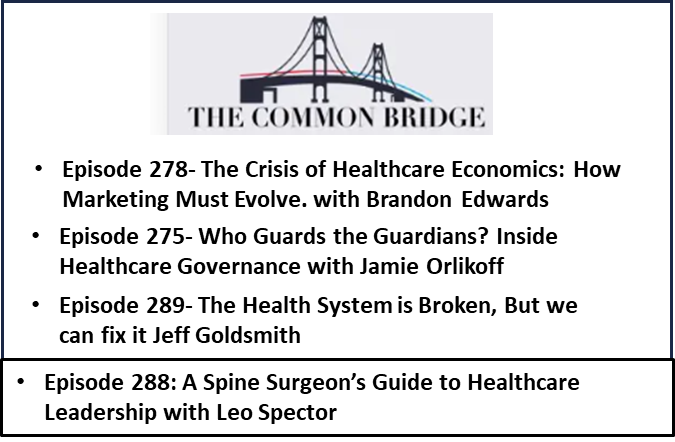 THE COMMON BRIDGE
• Episode 278- The Crisis of Healthcare Economics: How
Marketing Must Evolve. with Brandon Edwards
• Episode 275- Who Guards the Guardians? Inside
Healthcare Governance with Jamie Orlikoff
• Episode 289- The Health System is Broken, But we
can fix it Jeff Goldsmith
• Episode 288: A Spine Surgeon’s Guide to Healthcare
Leadership with Leo Spector